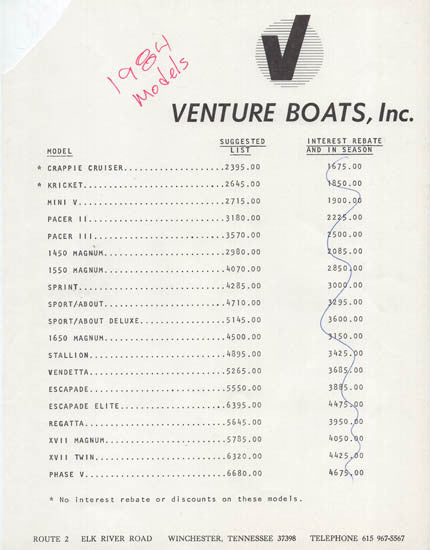 1984
Models
VENTURE BOATS, Inc.
SUGGESTED INTEREST REBATE
MODEL LIST AND IN SEASON
* CRAPPIE CRUISER..................2395.00 1675.00
* KRICKET..........................2645.00 1850.00
MINI V.............................2715.00 1900.00
PACER II...........................3180.00 2225.00
PACER III..........................3570.00 2500.00
1450 MAGNUM........................2980.00 2085.00
1550 MAGNUM........................4070.00 2850.00
SPRINT.............................4285.00 3000.00
SPORT/ABOUT........................4710.00 3295.00
SPORT/ABOUT DELUXE.................5145.00 3600.00
1650 MAGNUM........................4500.00 3150.00
STALLION...........................4895.00 3425.00
VENDETTA...........................5265.00 3685.00
ESCAPADE...........................5550.00 3885.00
ESCAPADE ELITE.....................6395.00 4475.00
REGATTA............................5645.00 3950.00
XVII MAGNUM........................5785.00 4050.00
XVII TWIN..........................6320.00 4425.00
PHASE V............................6680.00 4675.00
* No interest rebate or discounts on these models.
ROUTE 2 ELK RIVER ROAD WINCHESTER, TENNESSEE 37398 TELEPHONE 615 967-5567